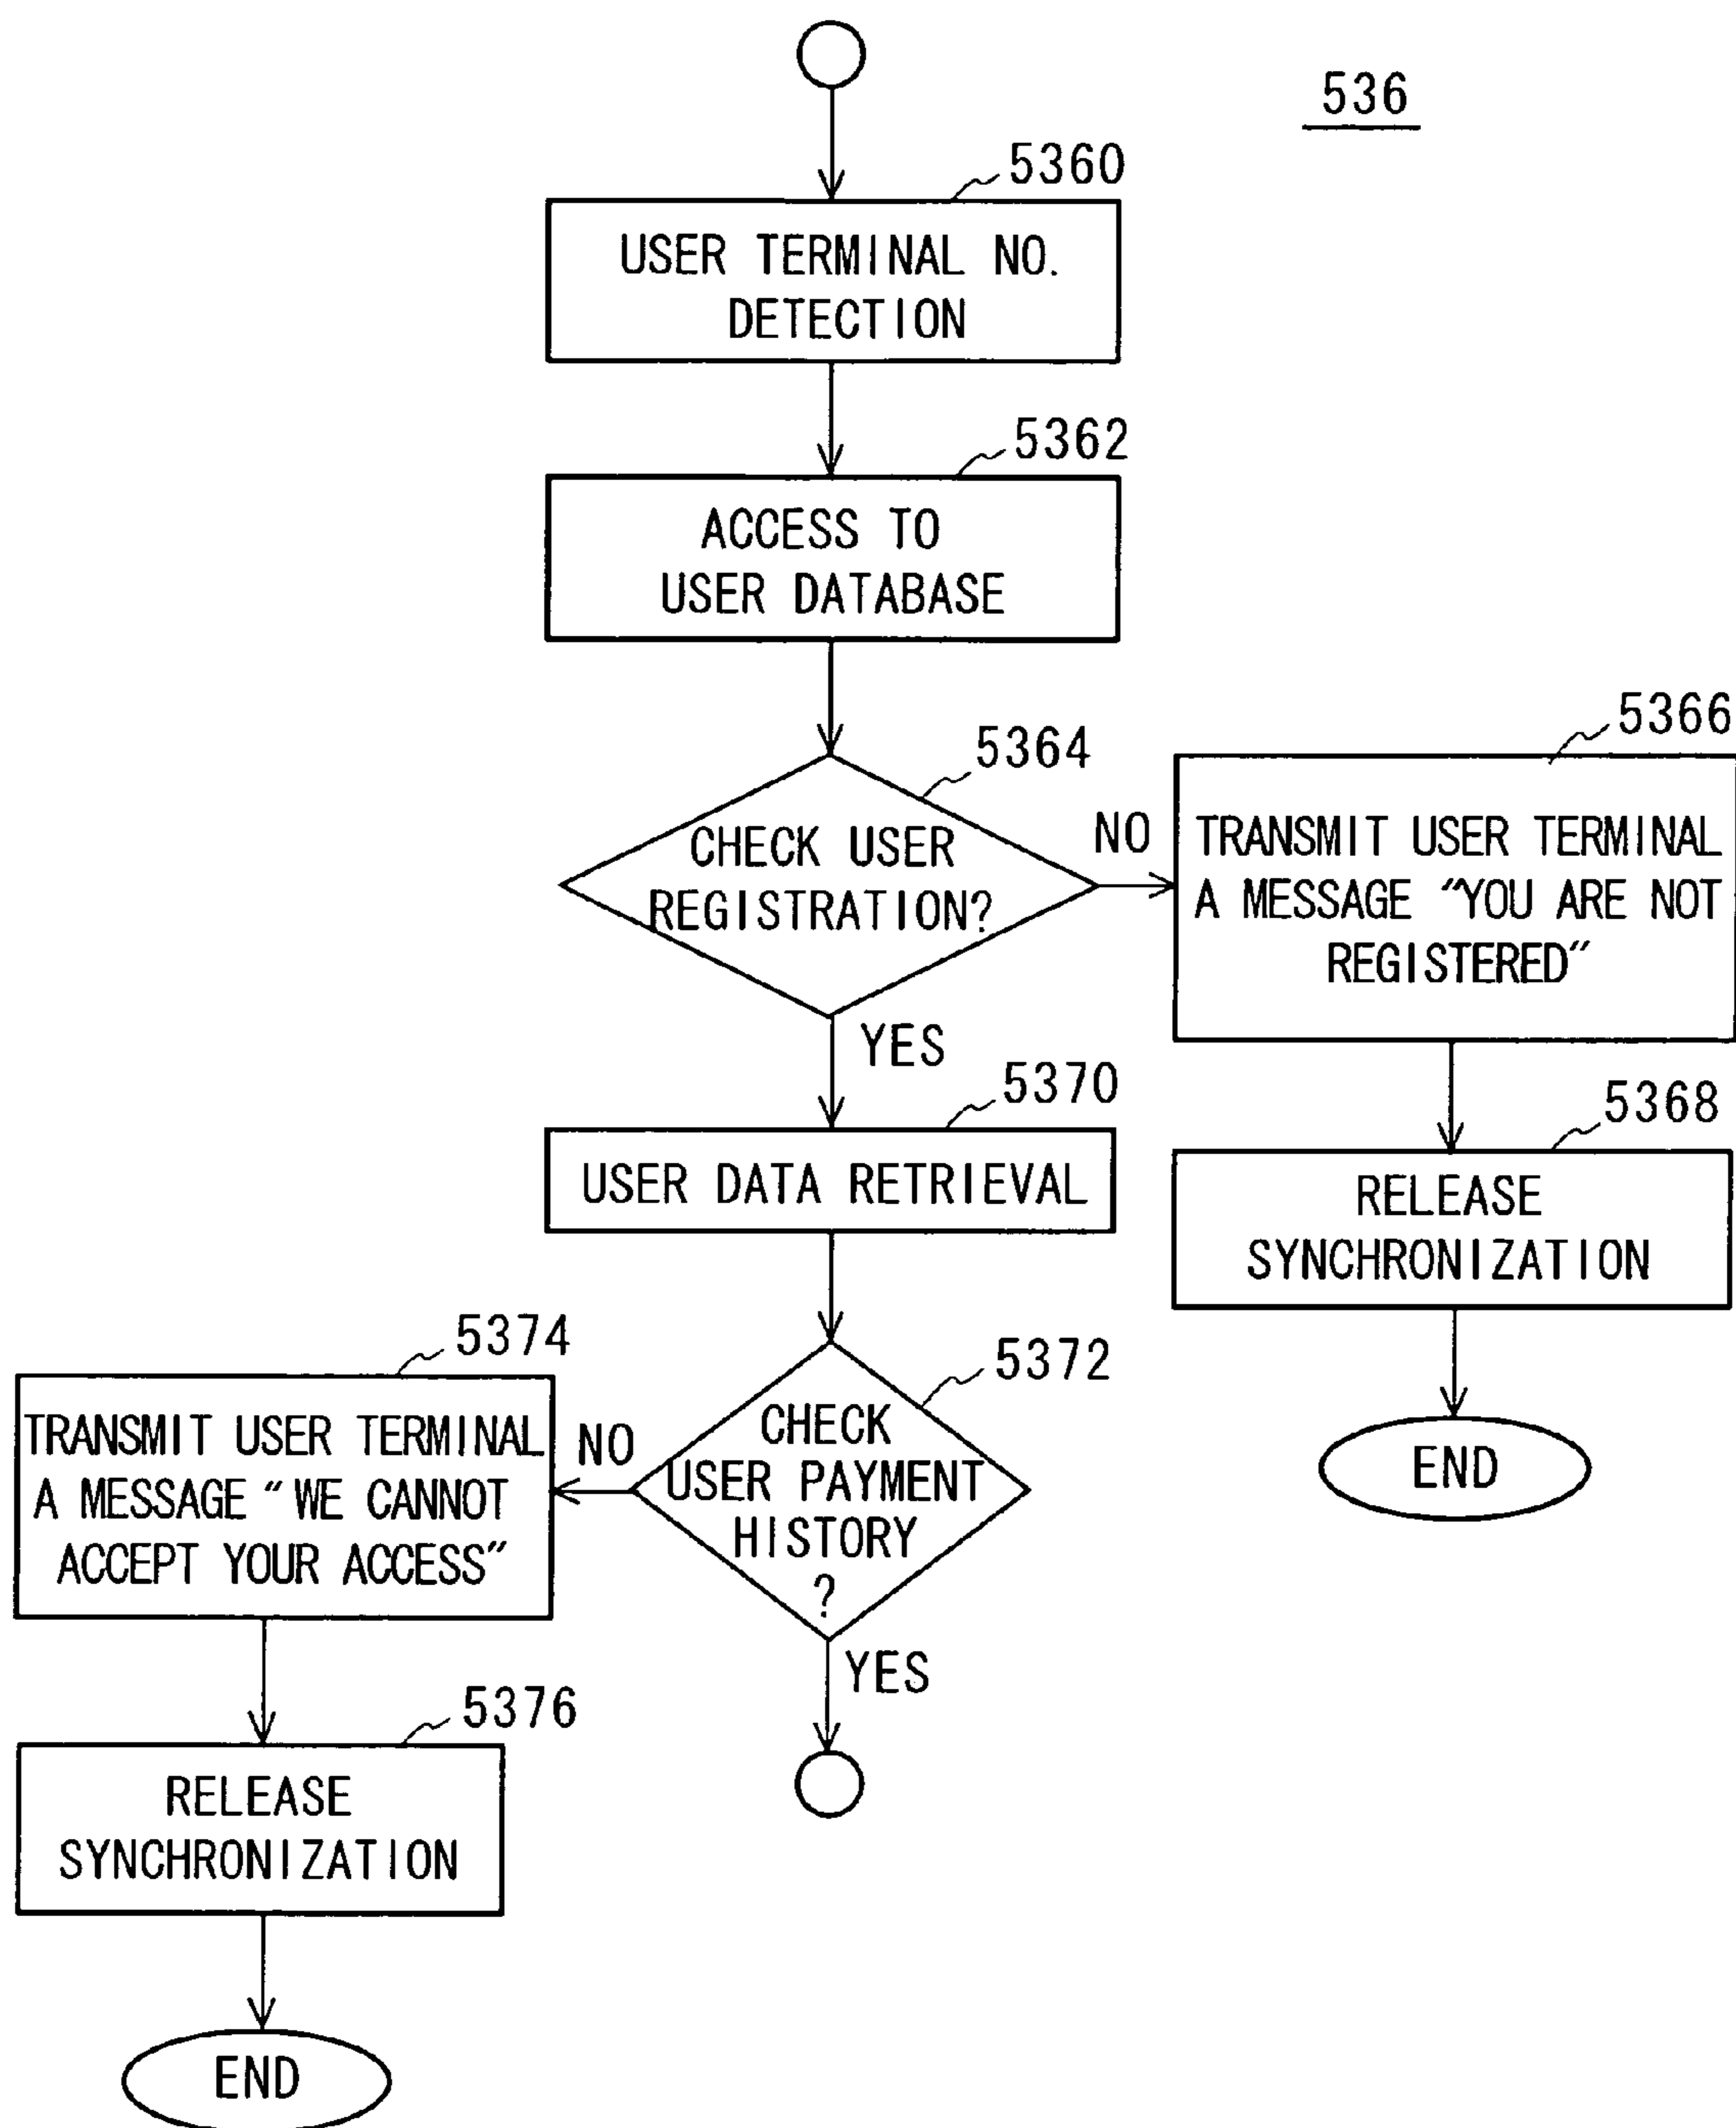 536
5360
USER TERMINAL NO.
DETECTION
5362
ACCESS TO
USER DATABASE
5364
CHECK USER
REGISTRATION?
NO
5366
TRANSMIT USER TERMINAL
A MESSAGE "YOU ARE NOT
REGISTERED"
YES
5368
RELEASE
SYNCHRONIZATION
END
5370
USER DATA RETRIEVAL
5372
CHECK
USER PAYMENT
HISTORY
?
NO
5374
TRANSMIT USER TERMINAL
A MESSAGE " WE CANNOT
ACCEPT YOUR ACCESS"
YES
5376
RELEASE
SYNCHRONIZATION
END